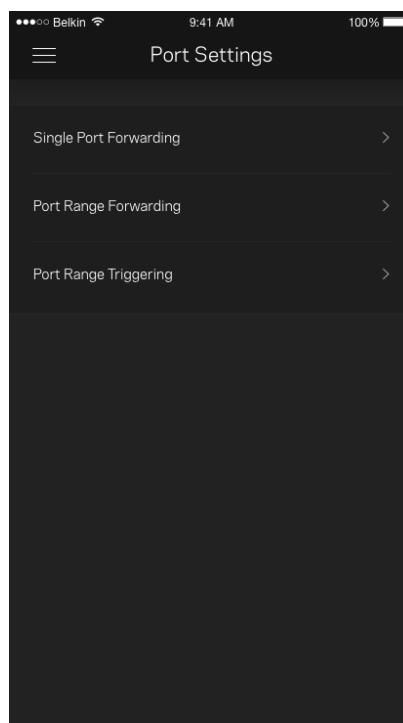 Belkin 9:41 AM 100%
Port Settings
Single Port Forwarding
Port Range Forwarding
Port Range Triggering